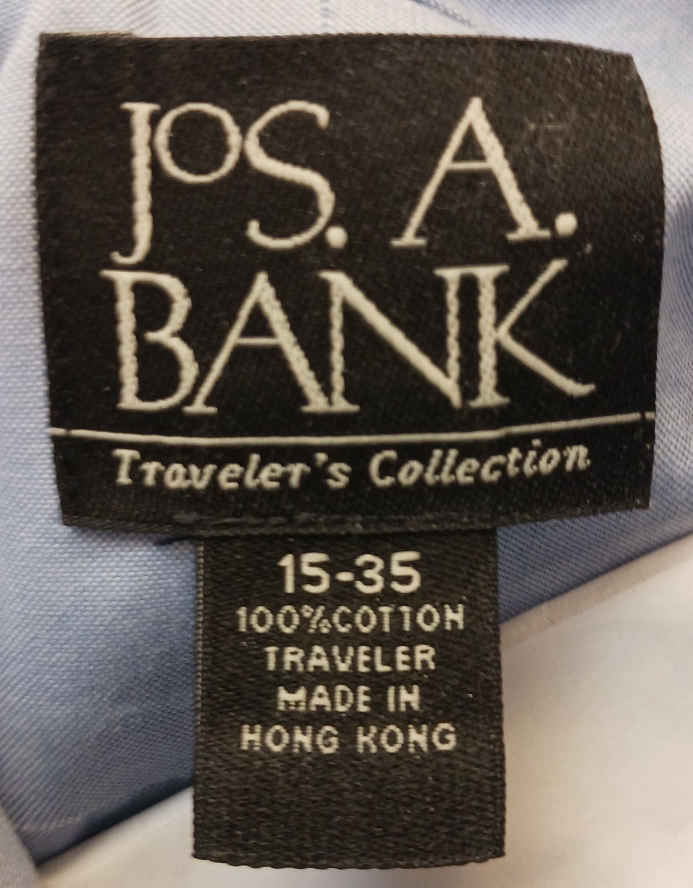 JOS. A.
BANK
Traveler's Collection
15-35
100%COTTON
TRAVELER
MADE IN
HONG KONG